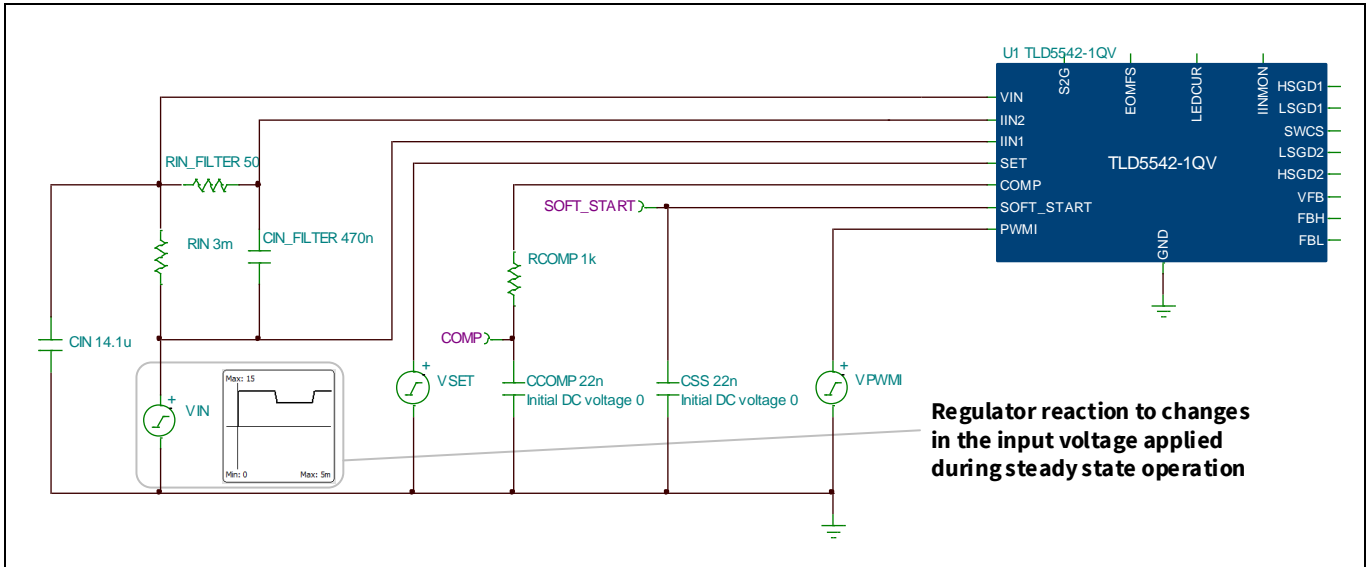 U1 TLD5542-1QV
S2G
EOMFS
LEDCUR
IINMON
VIN
IIN2
IIN1
SET
COMP
SOFT_START
PWMI
TLD5542-1QV
HSGD1
LSGD1
SWCS
LSGD2
HSGD2
VFB
FBH
FBL
GND
RIN_FILTER 50
RIN 3m
CIN_FILTER 470n
SOFT_START
RCOMP 1k
COMP
CIN 14.1u
VIN
+
Max: 15
Min: 0
Max: 5m
+
VSET
CCOMP 22n
Initial DC voltage 0
CSS 22n
Initial DC voltage 0
+
VPWMI
Regulator reaction to changes
in the input voltage applied
during steady state operation